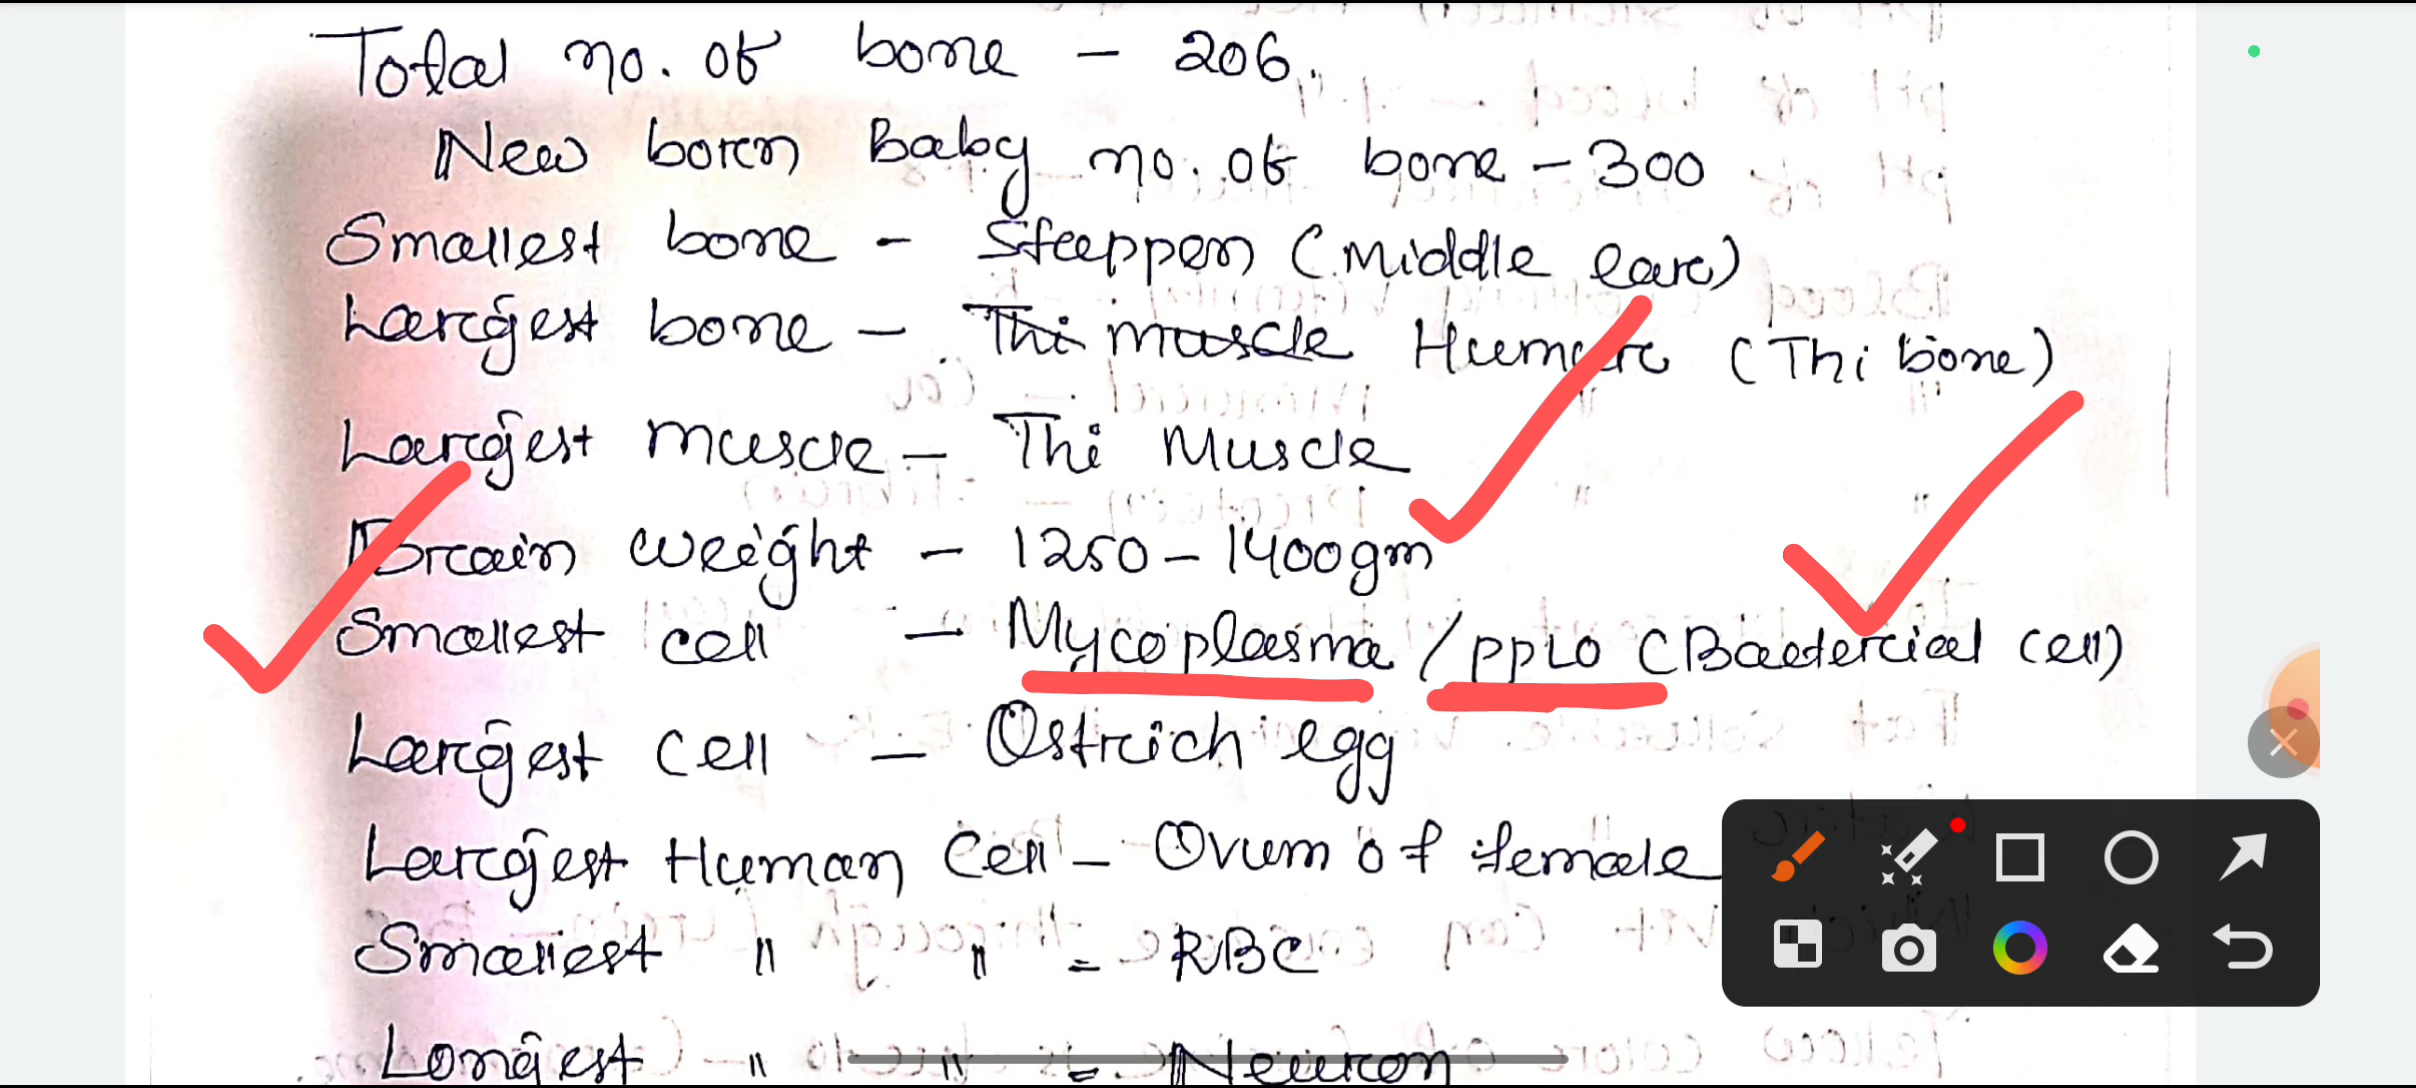 Total no. of bone - 206.
New born Baby no. of bone - 300
Smallest bone - Steppen (Middle ear)
Largest bone - Thi muscle Humar (Thi bone)
Largest muscle - Thi Muscle
Brain weight - 1250 - 1400gm
Smallest cell - Mycoplasma / PPLO (Bacterial cell)
Largest cell - Ostrich egg
Largest Human Cell - Ovum of female
Smallest " " = RBC
Longest " " = Neuron